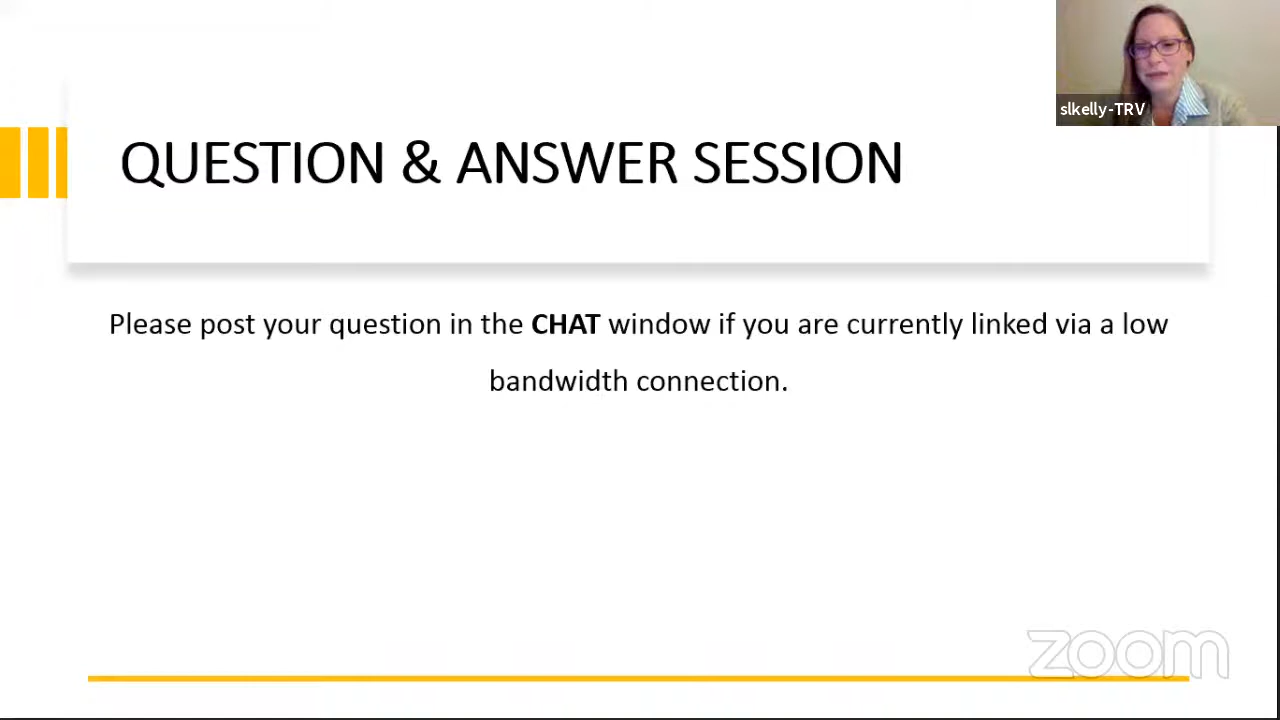 slkelly-TRV
QUESTION & ANSWER SESSION
Please post your question in the CHAT window if you are currently linked via a low
bandwidth connection.
zoom